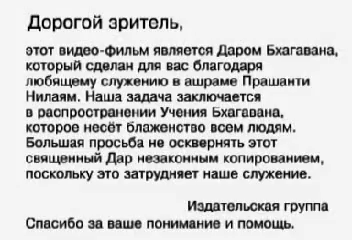 Дорогой зритель,
этот видео-фильм является Даром Бхагавана,
который сделан для вас благодаря
любящему служению в ашраме Прашанти
Нилаям. Наша задача заключается
в распространении Учения Бхагавана,
которое несёт блаженство всем людям.
Большая просьба не осквернять этот
священный Дар незаконным копированием,
поскольку это затрудняет наше служение.
Издательская группа
Спасибо за ваше понимание и помощь.